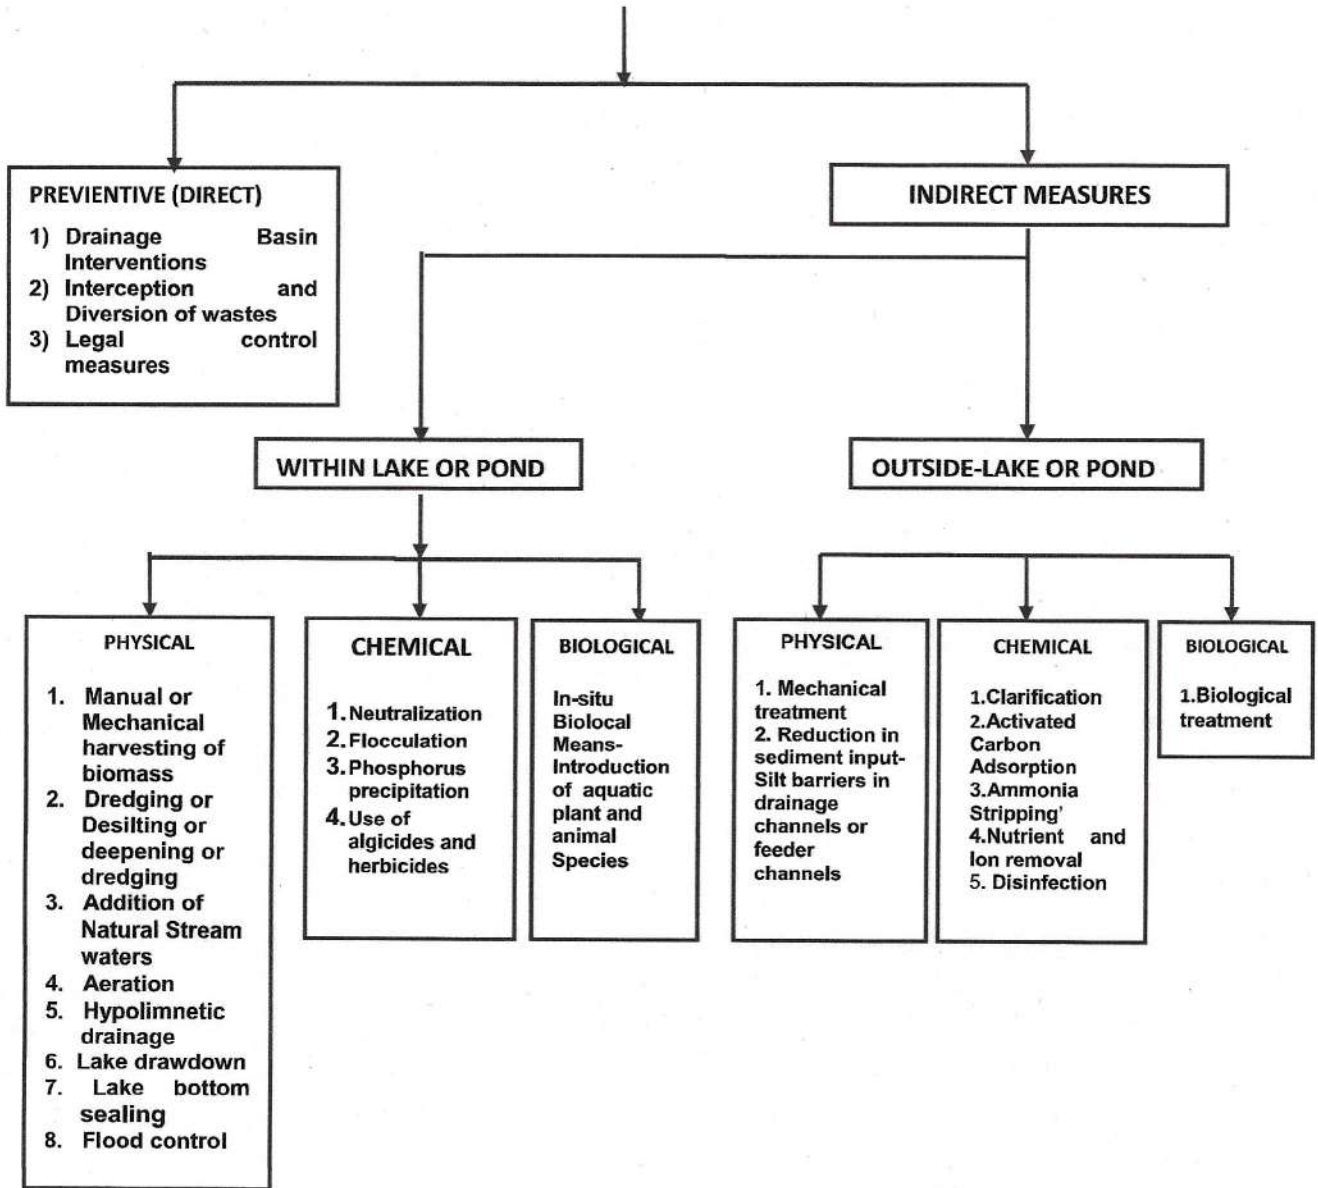 PREVIENTIVE (DIRECT)
1) Drainage Basin
Interventions
2) Interception and
Diversion of wastes
3) Legal control
measures
INDIRECT MEASURES
WITHIN LAKE OR POND
OUTSIDE-LAKE OR POND
PHYSICAL
1. Manual or
Mechanical
harvesting of
biomass
2. Dredging or
Desilting or
deepening or
dredging
3. Addition of
Natural Stream
waters
4. Aeration
5. Hypolimnetic
drainage
6. Lake drawdown
7. Lake bottom
sealing
8. Flood control
CHEMICAL
1. Neutralization
2. Flocculation
3. Phosphorus
precipitation
4. Use of
algicides and
herbicides
BIOLOGICAL
In-situ
Biolocal
Means-
Introduction
of aquatic
plant and
animal
Species
PHYSICAL
1. Mechanical
treatment
2. Reduction in
sediment input-
Silt barriers in
drainage
channels or
feeder
channels
CHEMICAL
1.Clarification
2.Activated
Carbon
Adsorption
3.Ammonia
Stripping'
4.Nutrient and
Ion removal
5. Disinfection
BIOLOGICAL
1.Biological
treatment